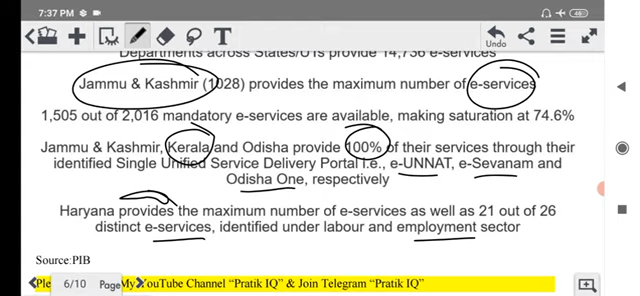 7:37 PM
46
Undo
Departments across States/UTs provide 14,736 e-services
Jammu & Kashmir (1028) provides the maximum number of e-services
1,505 out of 2,016 mandatory e-services are available, making saturation at 74.6%
Jammu & Kashmir, Kerala and Odisha provide 100% of their services through their
identified Single Unified Service Delivery Portal i.e., e-UNNAT, e-Sevanam and
Odisha One, respectively
Haryana provides the maximum number of e-services as well as 21 out of 26
distinct e-services, identified under labour and employment sector
Source:PIB
Ple 6/10 My YouTube Channel “Pratik IQ” & Join Telegram “Pratik IQ”